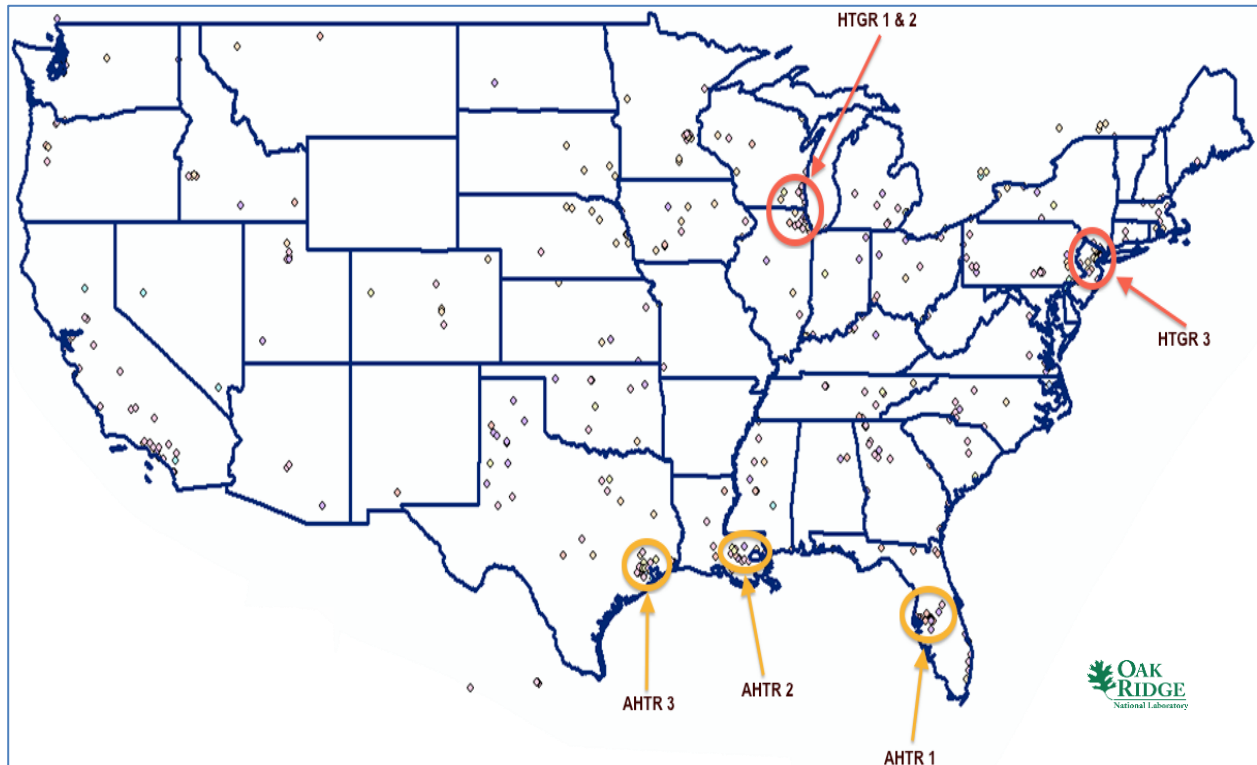 HTGR 1 & 2
HTGR 3
AHTR 3
AHTR 2
AHTR 1
OAK
RIDGE
National Laboratory